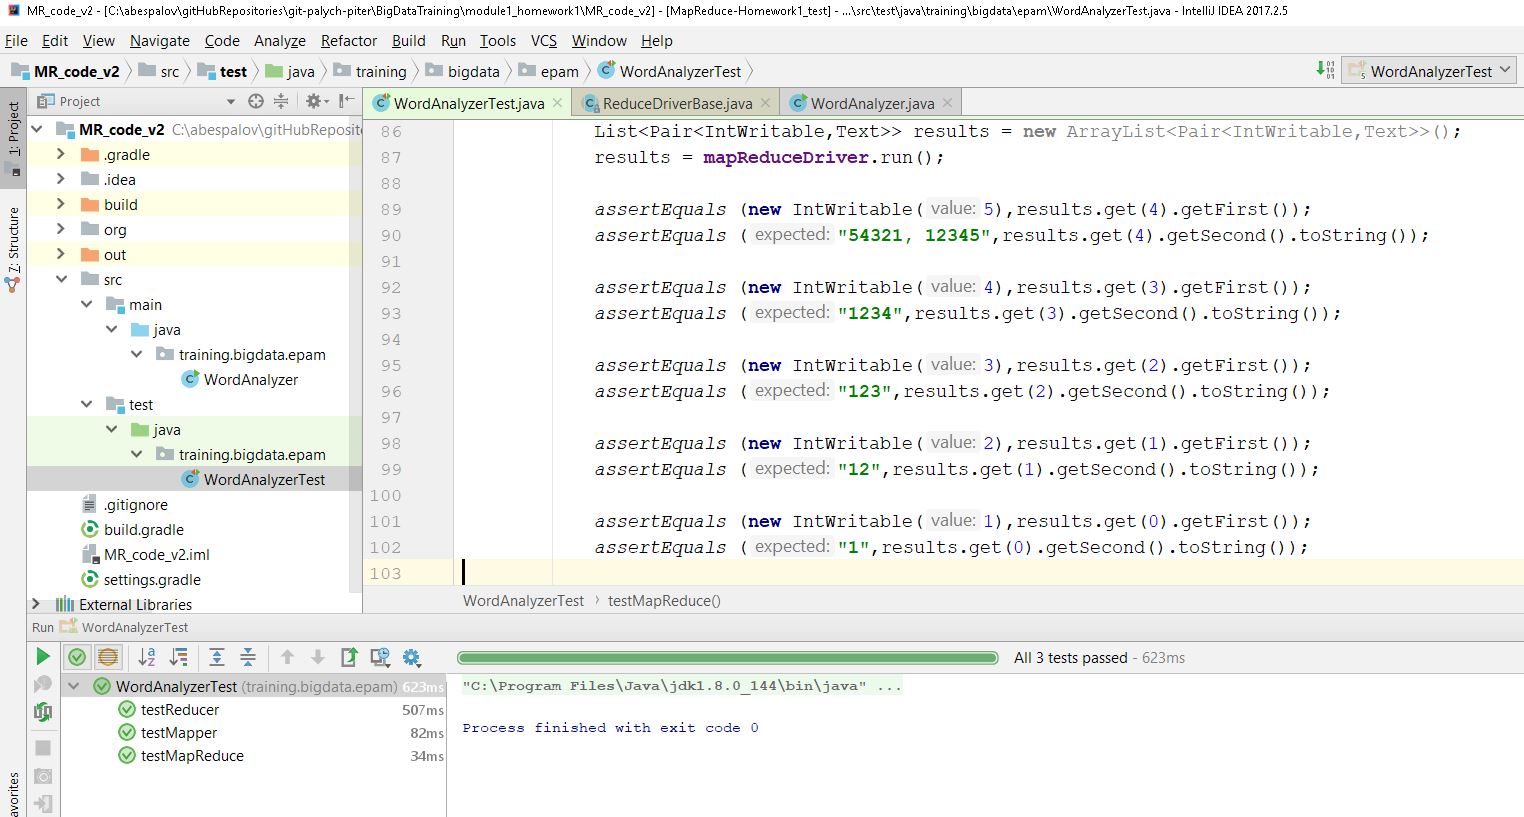 MR_code_v2 - [C:\abespalov\gitHubRepositories\git-palych-piter\BigDataTraining\module1_homework1\MR_code_v2] - [MapReduce-Homework1_test] - ...\src\test\java\training\bigdata\epam\WordAnalyzerTest.java - IntelliJ IDEA 2017.2.5
File Edit View Navigate Code Analyze Refactor Build Run Tools VCS Window Help
MR_code_v2 src test java training bigdata epam WordAnalyzerTest WordAnalyzerTest
1: Project
7: Structure
avorites
Project
MR_code_v2 C:\abespalov\gitHubReposito
.gradle
.idea
build
org
out
src
main
java
training.bigdata.epam
WordAnalyzer
test
java
training.bigdata.epam
WordAnalyzerTest
.gitignore
build.gradle
MR_code_v2.iml
settings.gradle
External Libraries
WordAnalyzerTest.java ReduceDriverBase.java WordAnalyzer.java
86 List<Pair<IntWritable,Text>> results = new ArrayList<Pair<IntWritable,Text>>();
87 results = mapReduceDriver.run();
88
89 assertEquals (new IntWritable( value: 5),results.get(4).getFirst());
90 assertEquals ( expected: "54321, 12345",results.get(4).getSecond().toString());
91
92 assertEquals (new IntWritable( value: 4),results.get(3).getFirst());
93 assertEquals ( expected: "1234",results.get(3).getSecond().toString());
94
95 assertEquals (new IntWritable( value: 3),results.get(2).getFirst());
96 assertEquals ( expected: "123",results.get(2).getSecond().toString());
97
98 assertEquals (new IntWritable( value: 2),results.get(1).getFirst());
99 assertEquals ( expected: "12",results.get(1).getSecond().toString());
100
101 assertEquals (new IntWritable( value: 1),results.get(0).getFirst());
102 assertEquals ( expected: "1",results.get(0).getSecond().toString());
103
WordAnalyzerTest › testMapReduce()
Run WordAnalyzerTest
All 3 tests passed - 623ms
WordAnalyzerTest (training.bigdata.epam) 623ms
testReducer 507ms
testMapper 82ms
testMapReduce 34ms
"C:\Program Files\Java\jdk1.8.0_144\bin\java" ...
Process finished with exit code 0